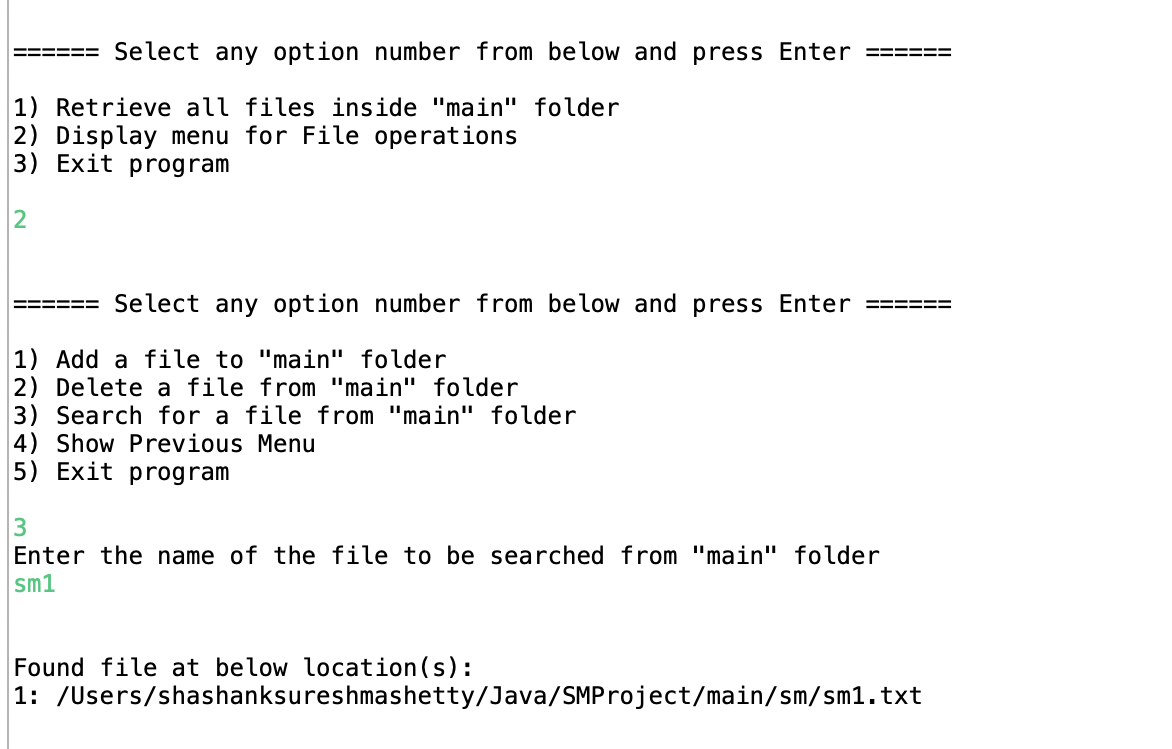 ====== Select any option number from below and press Enter ======
1) Retrieve all files inside "main" folder
2) Display menu for File operations
3) Exit program
2
====== Select any option number from below and press Enter ======
1) Add a file to "main" folder
2) Delete a file from "main" folder
3) Search for a file from "main" folder
4) Show Previous Menu
5) Exit program
3
Enter the name of the file to be searched from "main" folder
sm1
Found file at below location(s):
1: /Users/shashanksureshmashetty/Java/SMProject/main/sm/sm1.txt